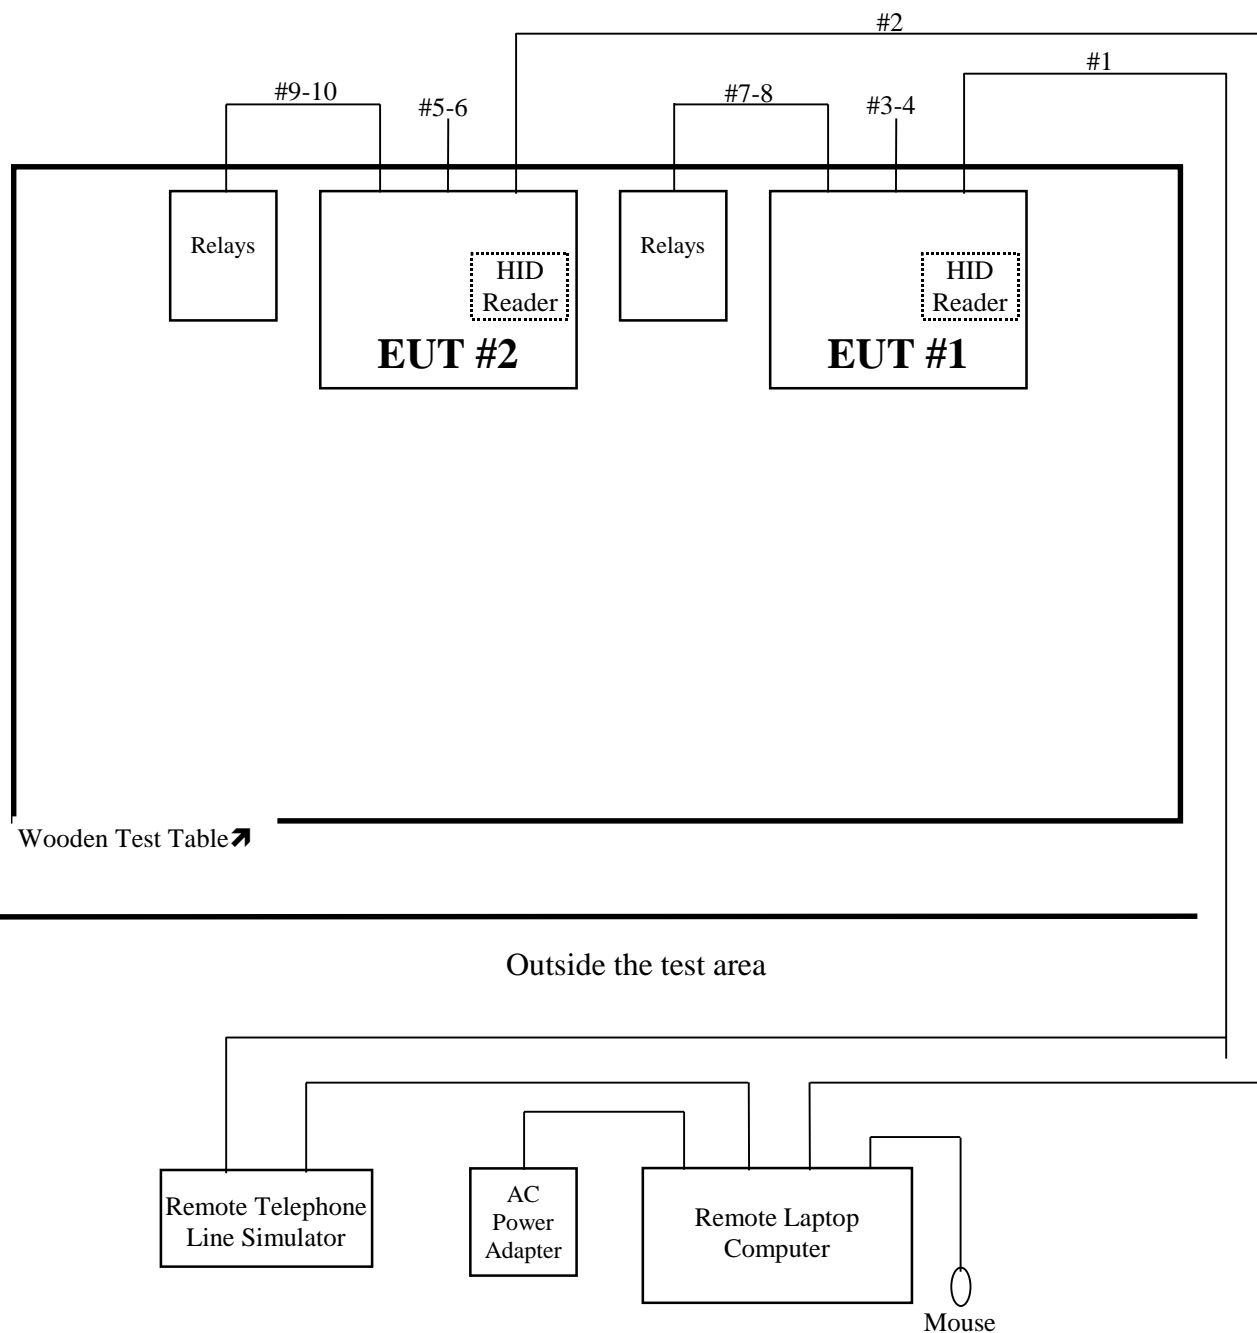 #2
#1
#9-10
#5-6
#7-8
#3-4
Relays
HID
Reader
EUT #2
Relays
HID
Reader
EUT #1
Wooden Test Table↗
Outside the test area
Remote Telephone
Line Simulator
AC
Power
Adapter
Remote Laptop
Computer
Mouse